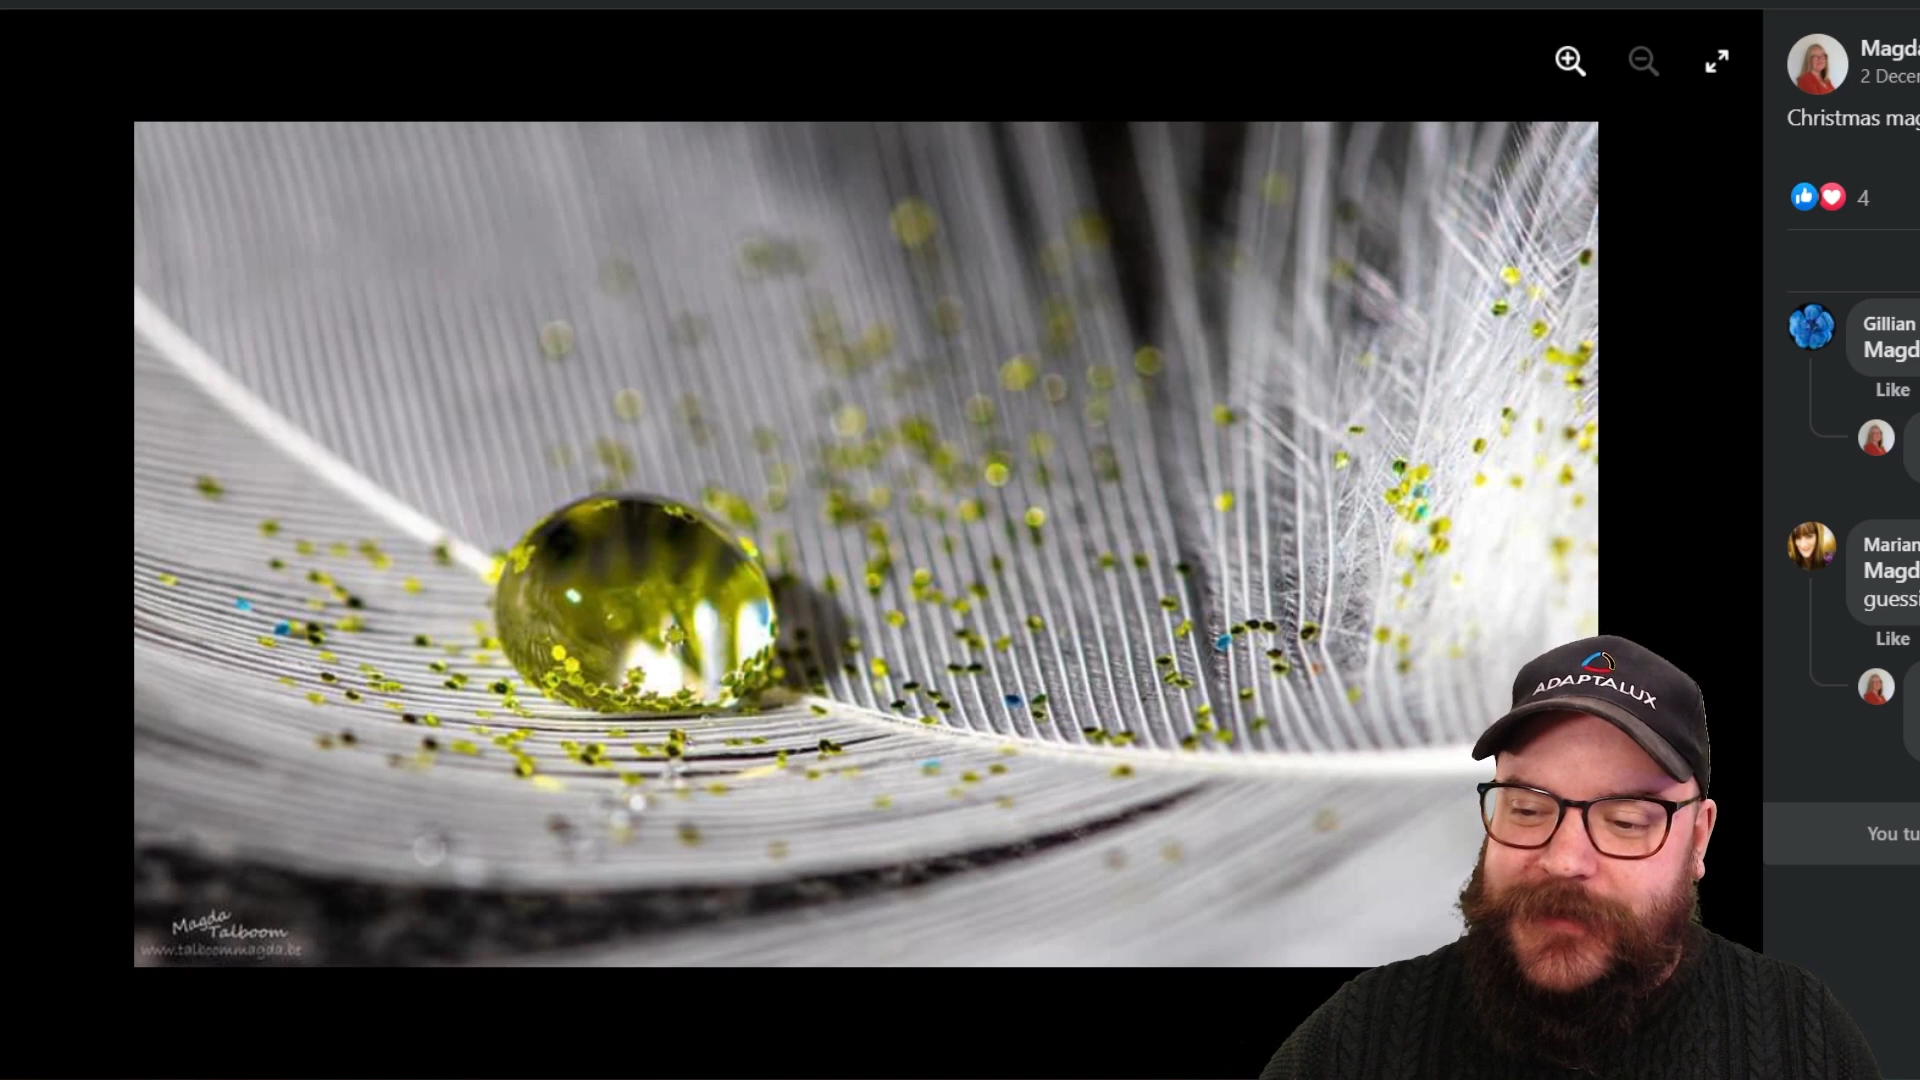 Magda
2 Decem
Christmas mag
4
Gillian
Magd
Like
Marian
Magd
guessi
Like
You tu
ADAPTALUX
Magda
Talboom
www.talboommagda.be